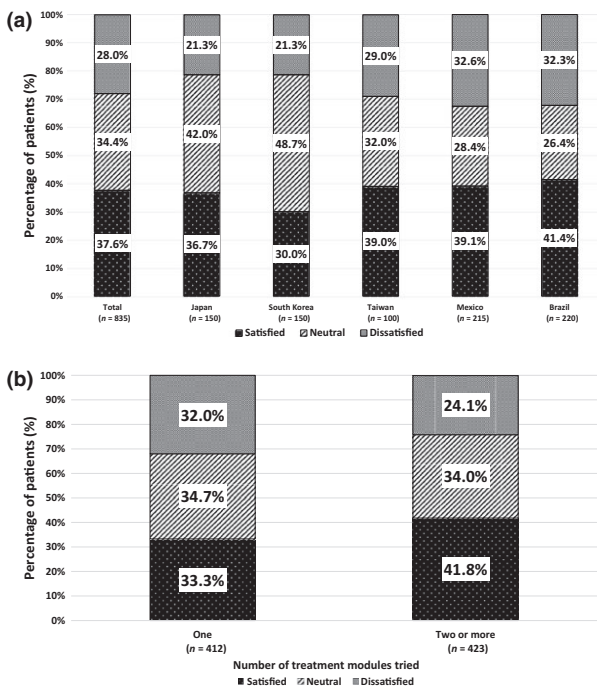 (a)
Percentage of patients (%)
100%
90%
80%
70%
60%
50%
40%
30%
20%
10%
0%
28.0% 21.3% 21.3% 29.0% 32.6% 32.3%
34.4% 42.0% 48.7% 32.0% 28.4% 26.4%
37.6% 36.7% 30.0% 39.0% 39.1% 41.4%
Total Japan South Korea Taiwan Mexico Brazil
(n = 835) (n = 150) (n = 150) (n = 100) (n = 215) (n = 220)
Satisfied Neutral Dissatisfied
(b)
Percentage of patients (%)
100%
90%
80%
70%
60%
50%
40%
30%
20%
10%
0%
32.0% 24.1%
34.7% 34.0%
33.3% 41.8%
One Two or more
(n = 412) (n = 423)
Number of treatment modules tried
Satisfied Neutral Dissatisfied